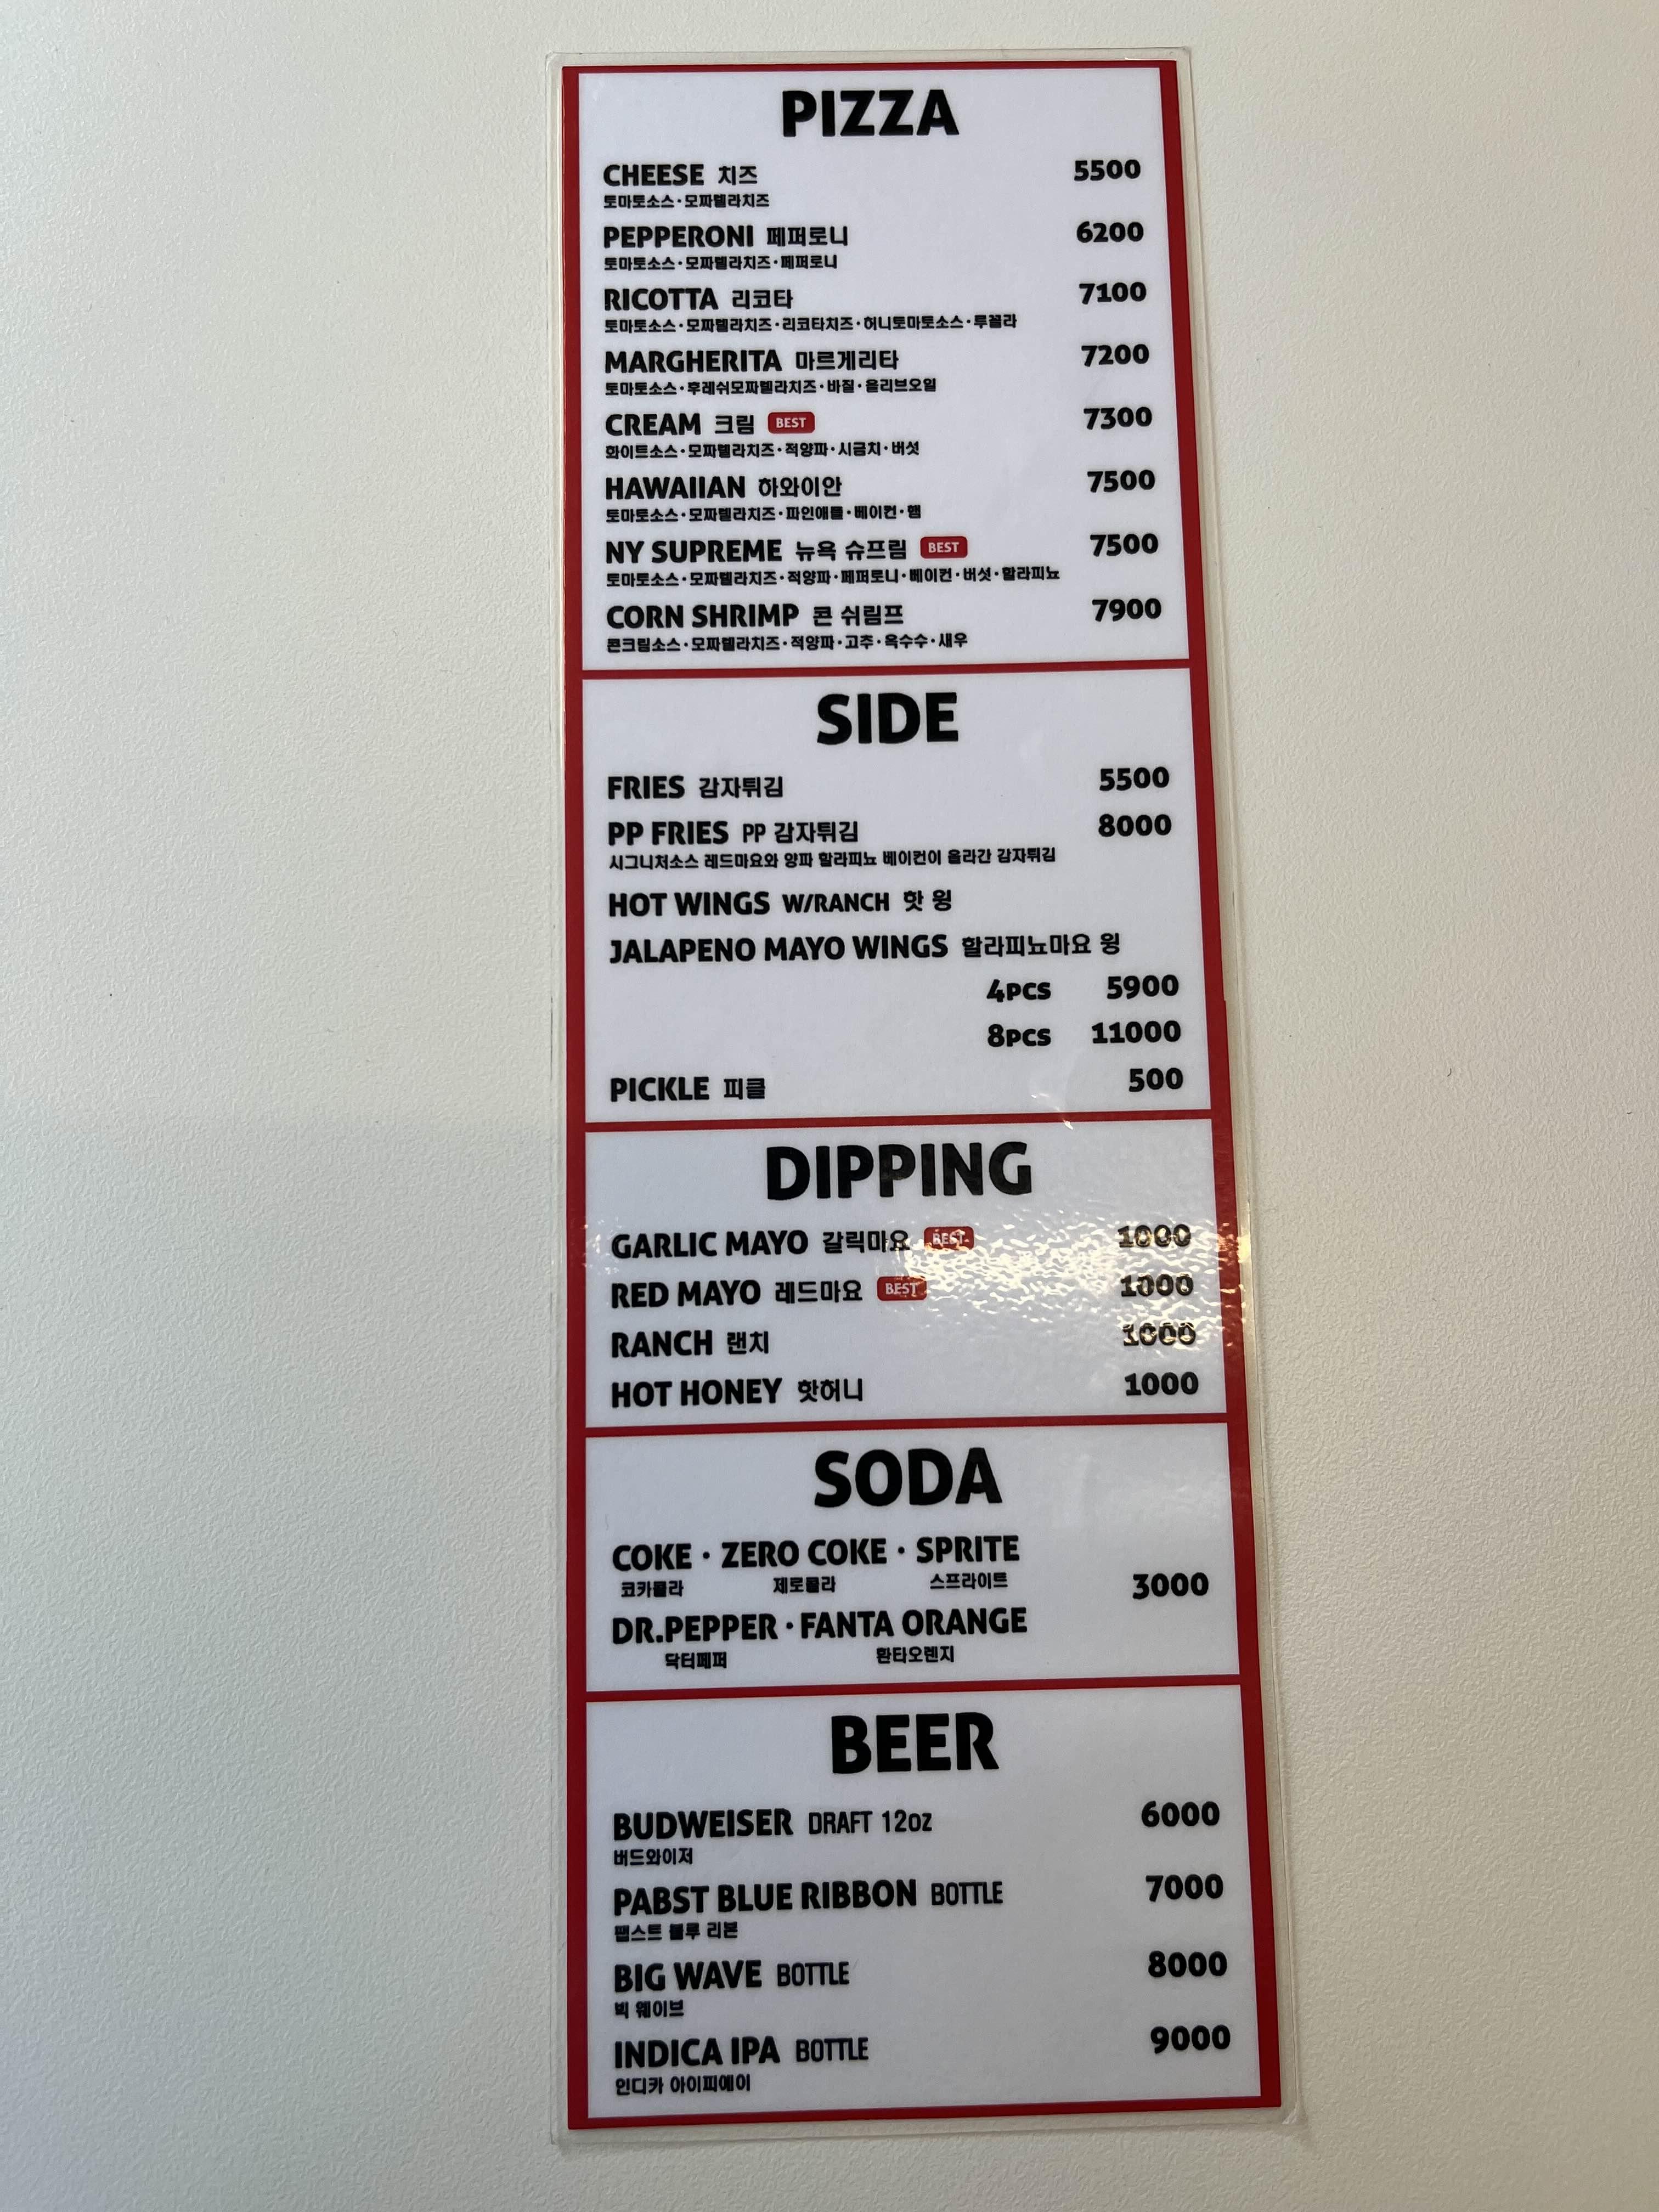 PIZZA
CHEESE 치즈 5500
토마토소스·모짜렐라치즈
PEPPERONI 페퍼로니 6200
토마토소스·모짜렐라치즈·페퍼로니
RICOTTA 리코타 7100
토마토소스·모짜렐라치즈·리코타치즈·허니토마토소스·루꼴라
MARGHERITA 마르게리타 7200
토마토소스·후레쉬모짜렐라치즈·바질·올리브오일
CREAM 크림 BEST 7300
화이트소스·모짜렐라치즈·적양파·시금치·버섯
HAWAIIAN 하와이안 7500
토마토소스·모짜렐라치즈·파인애플·베이컨·햄
NY SUPREME 뉴욕 슈프림 BEST 7500
토마토소스·모짜렐라치즈·적양파·페퍼로니·베이컨·버섯·할라피뇨
CORN SHRIMP 콘 쉬림프 7900
콘크림소스·모짜렐라치즈·적양파·고추·옥수수·새우
SIDE
FRIES 감자튀김 5500
PP FRIES PP 감자튀김 8000
시그니처소스 레드마요와 양파 할라피뇨 베이컨이 올라간 감자튀김
HOT WINGS W/RANCH 핫 윙
JALAPENO MAYO WINGS 할라피뇨마요 윙
4PCS 5900
8PCS 11000
PICKLE 피클 500
DIPPING
GARLIC MAYO 갈릭마요 BEST 1000
RED MAYO 레드마요 BEST 1000
RANCH 랜치 1000
HOT HONEY 핫허니 1000
SODA
COKE · ZERO COKE · SPRITE
코카콜라 제로콜라 스프라이트
3000
DR.PEPPER · FANTA ORANGE
닥터페퍼 환타오렌지
BEER
BUDWEISER DRAFT 12oz 6000
버드와이저
PABST BLUE RIBBON BOTTLE 7000
팹스트 블루 리본
BIG WAVE BOTTLE 8000
빅 웨이브
INDICA IPA BOTTLE 9000
인디카 아이피에이